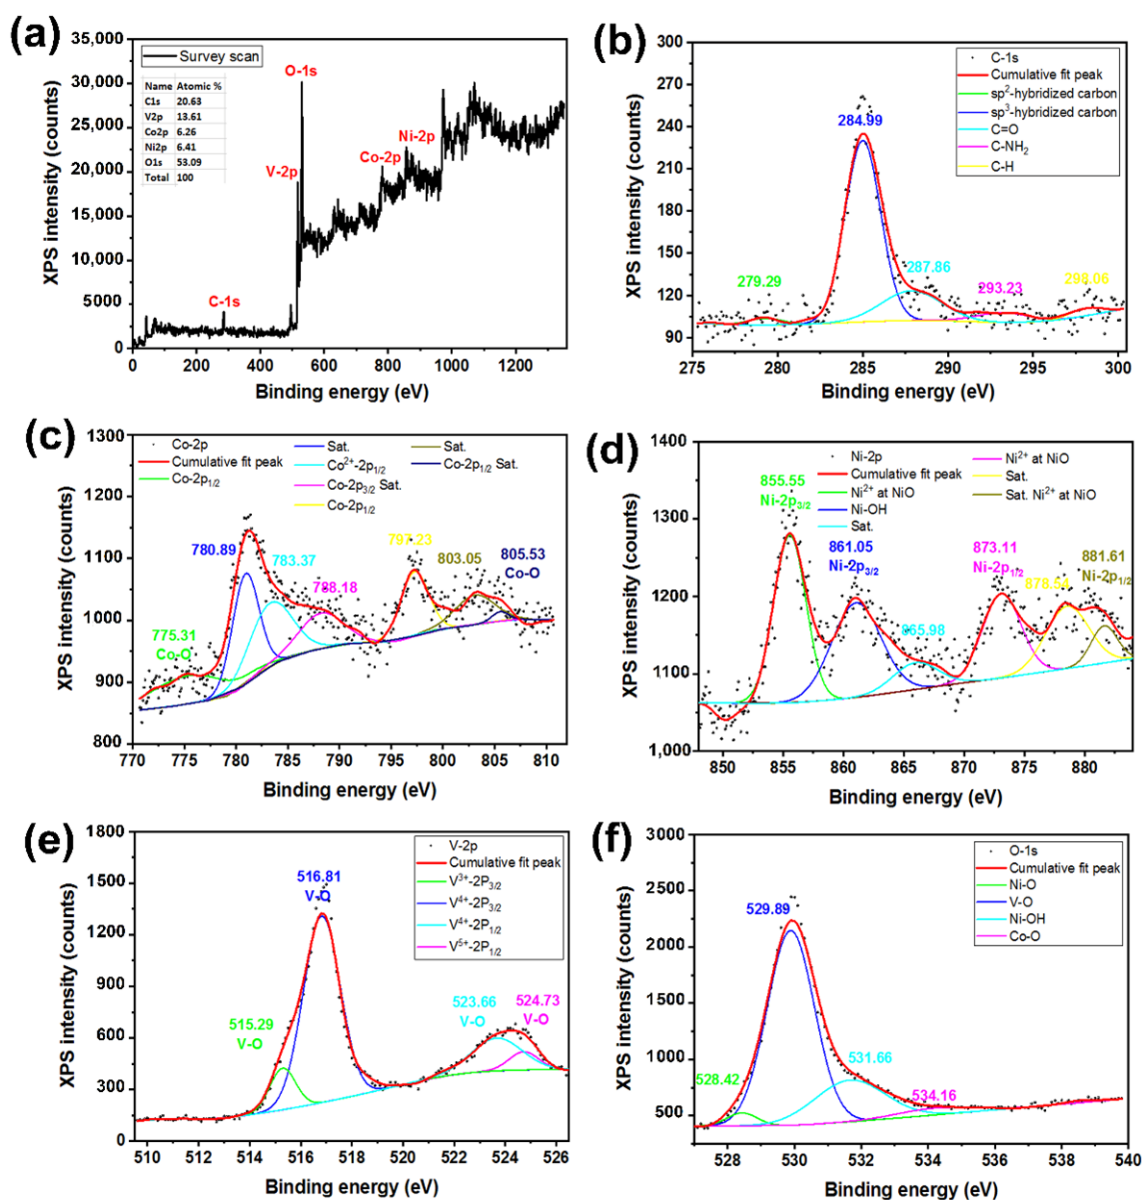 (a)
35,000
30,000
25,000
20,000
15,000
10,000
5000
0
XPS intensity (counts)
Survey scan
Name Atomic %
C1s 20.63
V2p 13.61
Co2p 6.26
Ni2p 6.41
O1s 53.09
Total 100
O-1s
V-2p
Co-2p
Ni-2p
C-1s
0 200 400 600 800 1000 1200
Binding energy (eV)
(b)
300
270
240
210
180
150
120
90
XPS intensity (counts)
C-1s
Cumulative fit peak
sp2-hybridized carbon
sp3-hybridized carbon
C=O
C-NH2
C-H
284.99
279.29
287.86
293.23
298.06
275 280 285 290 295 300
Binding energy (eV)
(c)
1300
1200
1100
1000
900
800
XPS intensity (counts)
Co-2p
Cumulative fit peak
Co-2p1/2
Sat.
Co2+-2p1/2
Co-2p3/2 Sat.
Co-2p1/2
Sat.
Co-2p1/2 Sat.
775.31
Co-O
780.89
783.37
788.18
797.23
803.05
805.53
Co-O
770 775 780 785 790 795 800 805 810
Binding energy (eV)
(d)
1400
1300
1200
1100
1,000
XPS intensity (counts)
Ni-2p
Cumulative fit peak
Ni2+ at NiO
Ni-OH
Sat.
Ni2+ at NiO
Sat.
Sat. Ni2+ at NiO
855.55
Ni-2p3/2
861.05
Ni-2p3/2
865.98
873.11
Ni-2p1/2
878.54
881.61
Ni-2p1/2
850 855 860 865 870 875 880
Binding energy (eV)
(e)
1800
1500
1200
900
600
300
0
XPS intensity (counts)
V-2p
Cumulative fit peak
V3+-2P3/2
V4+-2P3/2
V4+-2P1/2
V5+-2P1/2
516.81
V-O
515.29
V-O
523.66
V-O
524.73
V-O
510 512 514 516 518 520 522 524 526
Binding energy (eV)
(f)
3000
2500
2000
1500
1000
500
XPS intensity (counts)
O-1s
Cumulative fit peak
Ni-O
V-O
Ni-OH
Co-O
529.89
528.42
531.66
534.16
528 530 532 534 536 538 540
Binding energy (eV)